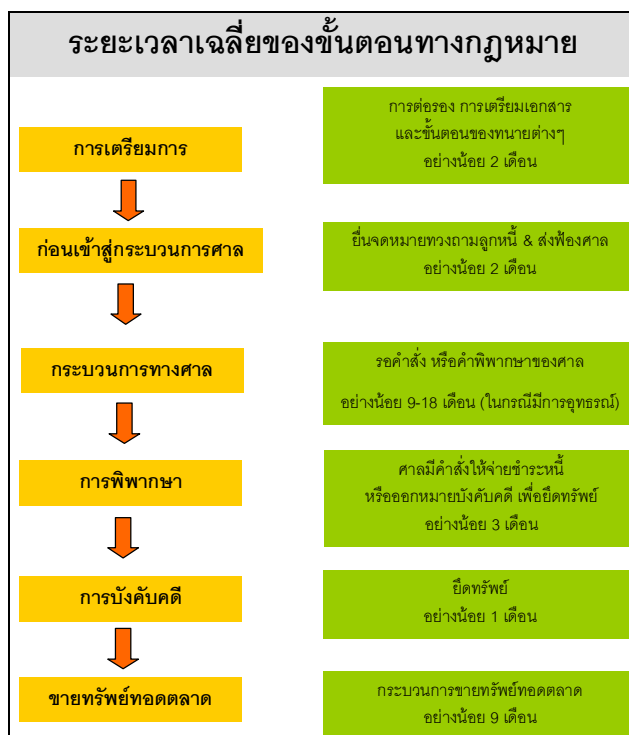 ระยะเวลาเฉลี่ยของขั้นตอนทางกฎหมาย
การเตรียมการ
การต่อรอง การเตรียมเอกสาร
และขั้นตอนของทนายต่างๆ
อย่างน้อย 2 เดือน
ก่อนเข้าสู่กระบวนการศาล
ยื่นจดหมายทวงถามลูกหนี้ & ส่งฟ้องศาล
อย่างน้อย 2 เดือน
กระบวนการทางศาล
รอคำสั่ง หรือคำพิพากษาของศาล
อย่างน้อย 9-18 เดือน (ในกรณีมีการอุทธรณ์)
การพิพากษา
ศาลมีคำสั่งให้จ่ายชำระหนี้
หรือออกหมายบังคับคดี เพื่อยึดทรัพย์
อย่างน้อย 3 เดือน
การบังคับคดี
ยึดทรัพย์
อย่างน้อย 1 เดือน
ขายทรัพย์ทอดตลาด
กระบวนการขายทรัพย์ทอดตลาด
อย่างน้อย 9 เดือน